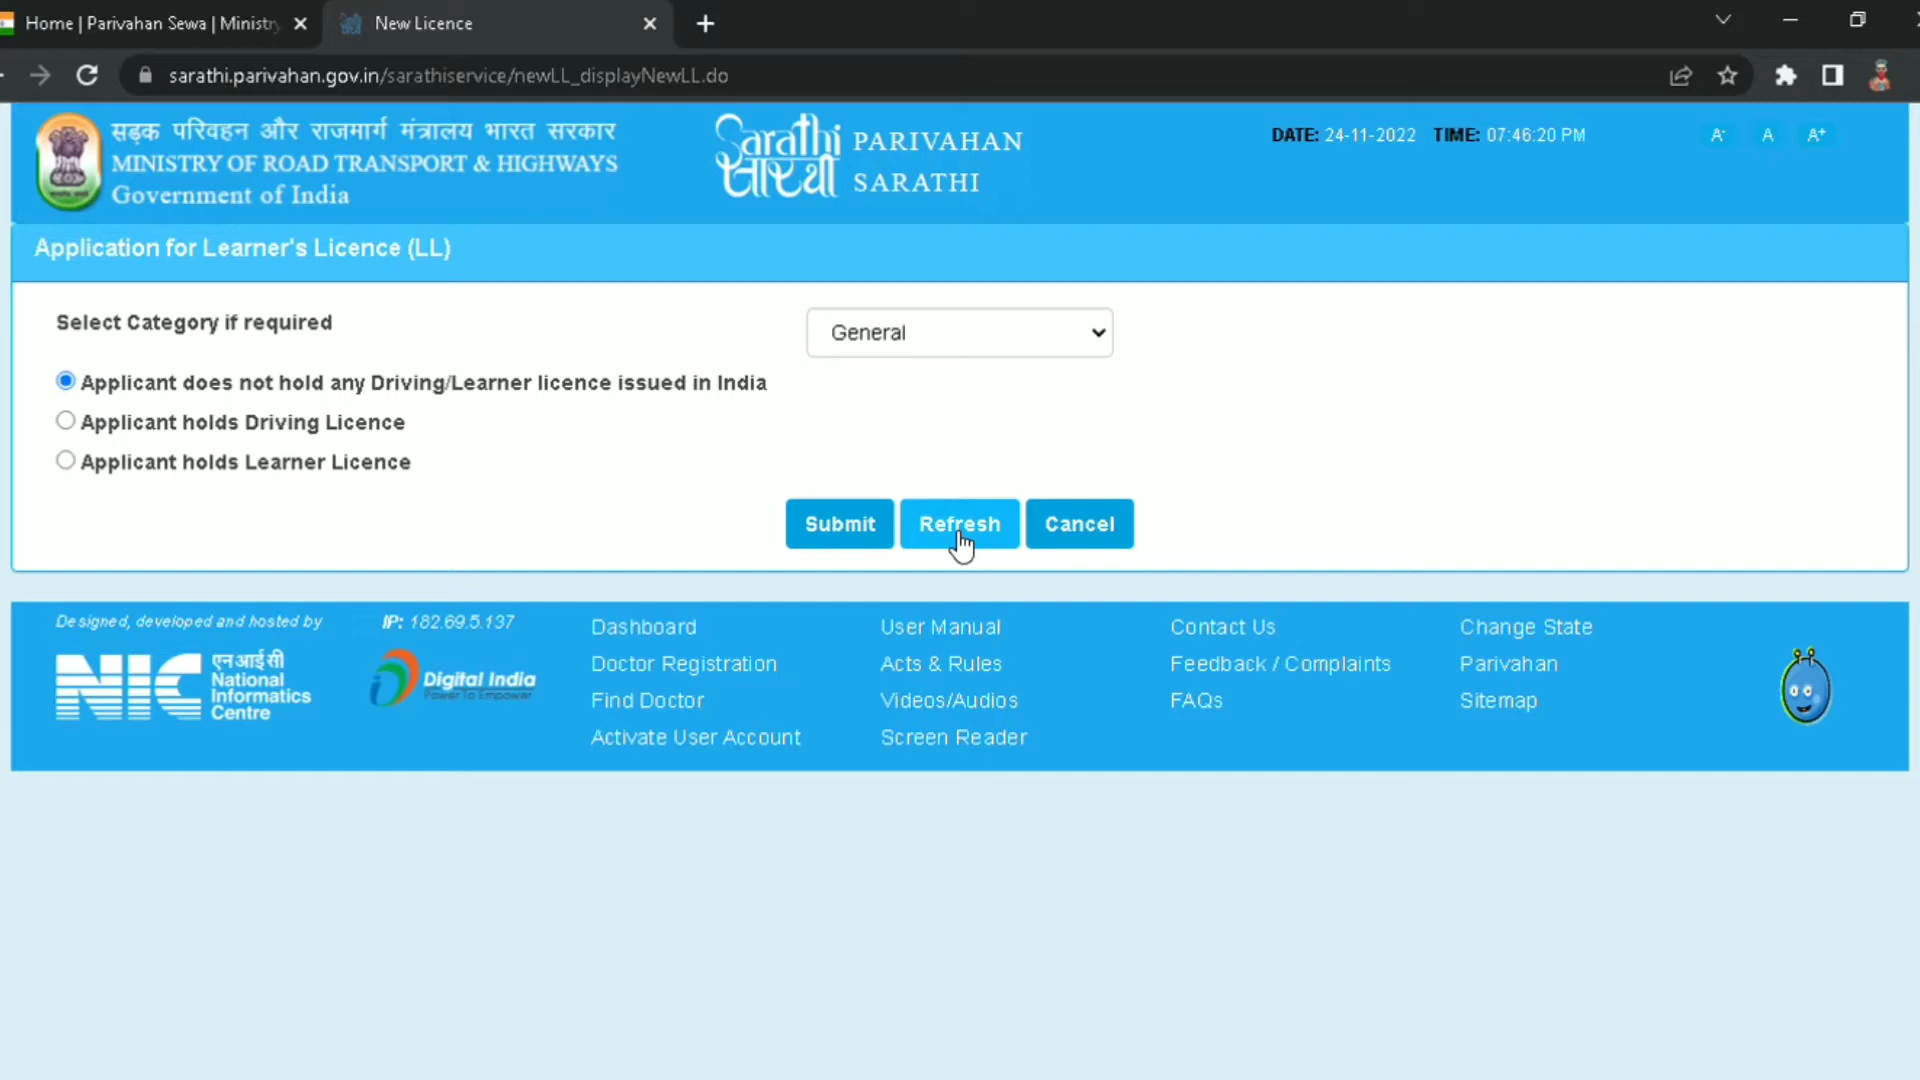 Home | Parivahan Sewa | Ministry
New Licence
sarathi.parivahan.gov.in/sarathiservice/newLL_displayNewLL.do
सड़क परिवहन और राजमार्ग मंत्रालय भारत सरकार
MINISTRY OF ROAD TRANSPORT & HIGHWAYS
Government of India
Sarathi
सारथी
PARIVAHAN
SARATHI
DATE: 24-11-2022 TIME: 07:46:20 PM
A- A A+
Application for Learner's Licence (LL)
Select Category if required
General
Applicant does not hold any Driving/Learner licence issued in India
Applicant holds Driving Licence
Applicant holds Learner Licence
Submit Refresh Cancel
Designed, developed and hosted by
IP: 182.69.5.137
NIC
एन आई सी
National
Informatics
Centre
Digital India
Power To Empower
Dashboard
Doctor Registration
Find Doctor
Activate User Account
User Manual
Acts & Rules
Videos/Audios
Screen Reader
Contact Us
Feedback / Complaints
FAQs
Change State
Parivahan
Sitemap